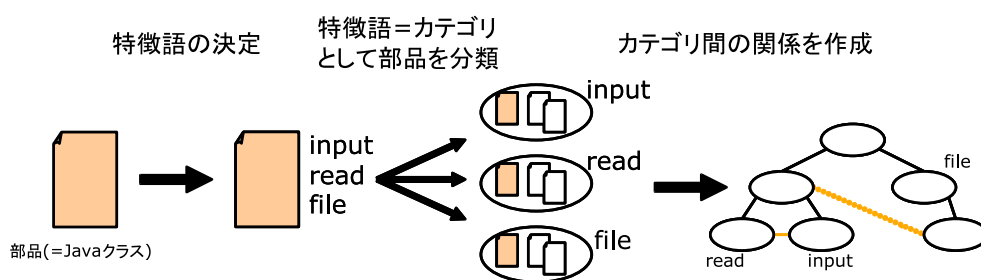 特徴語の決定
特徴語＝カテゴリ
として部品を分類
カテゴリ間の関係を作成
部品(=Javaクラス)
input
read
file
input
read
file
file
read
input